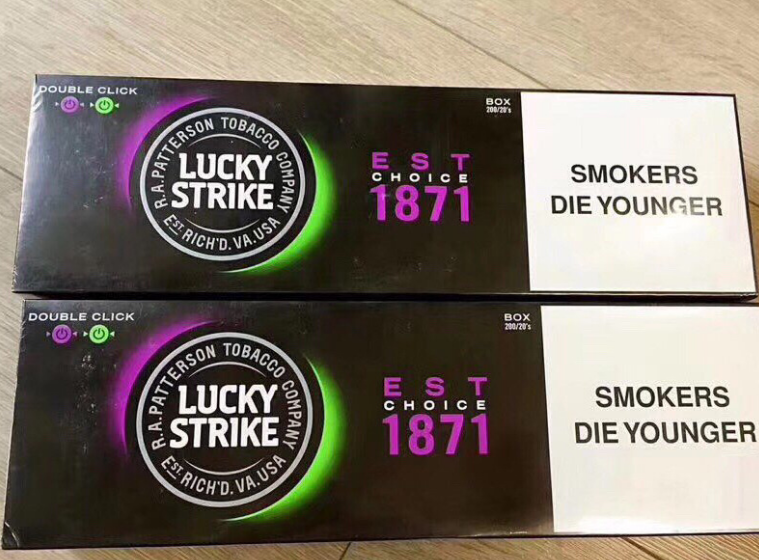 DOUBLE CLICK
BOX
200/20's
R.A.PATTERSON TOBACCO COMPANY
LUCKY
STRIKE
EST. RICH'D. VA. USA
EST
CHOICE
1871
SMOKERS
DIE YOUNGER
DOUBLE CLICK
BOX
200/20's
R.A.PATTERSON TOBACCO COMPANY
LUCKY
STRIKE
EST. RICH'D. VA. USA
EST
CHOICE
1871
SMOKERS
DIE YOUNGER